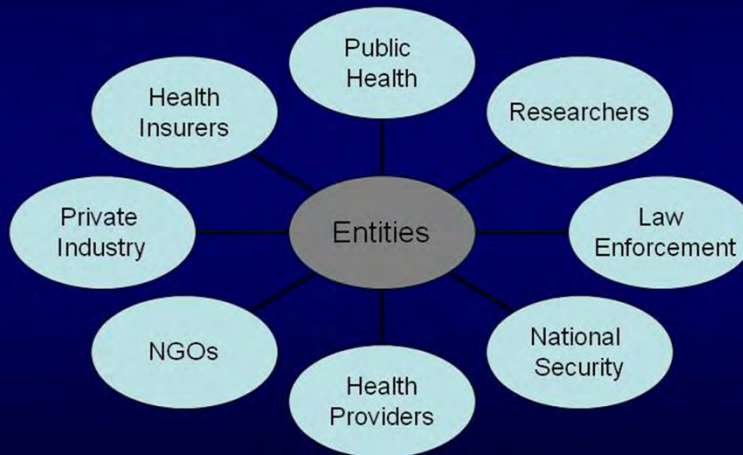 Public
Health
Health
Insurers
Researchers
Private
Industry
Entities
Law
Enforcement
NGOs
National
Security
Health
Providers